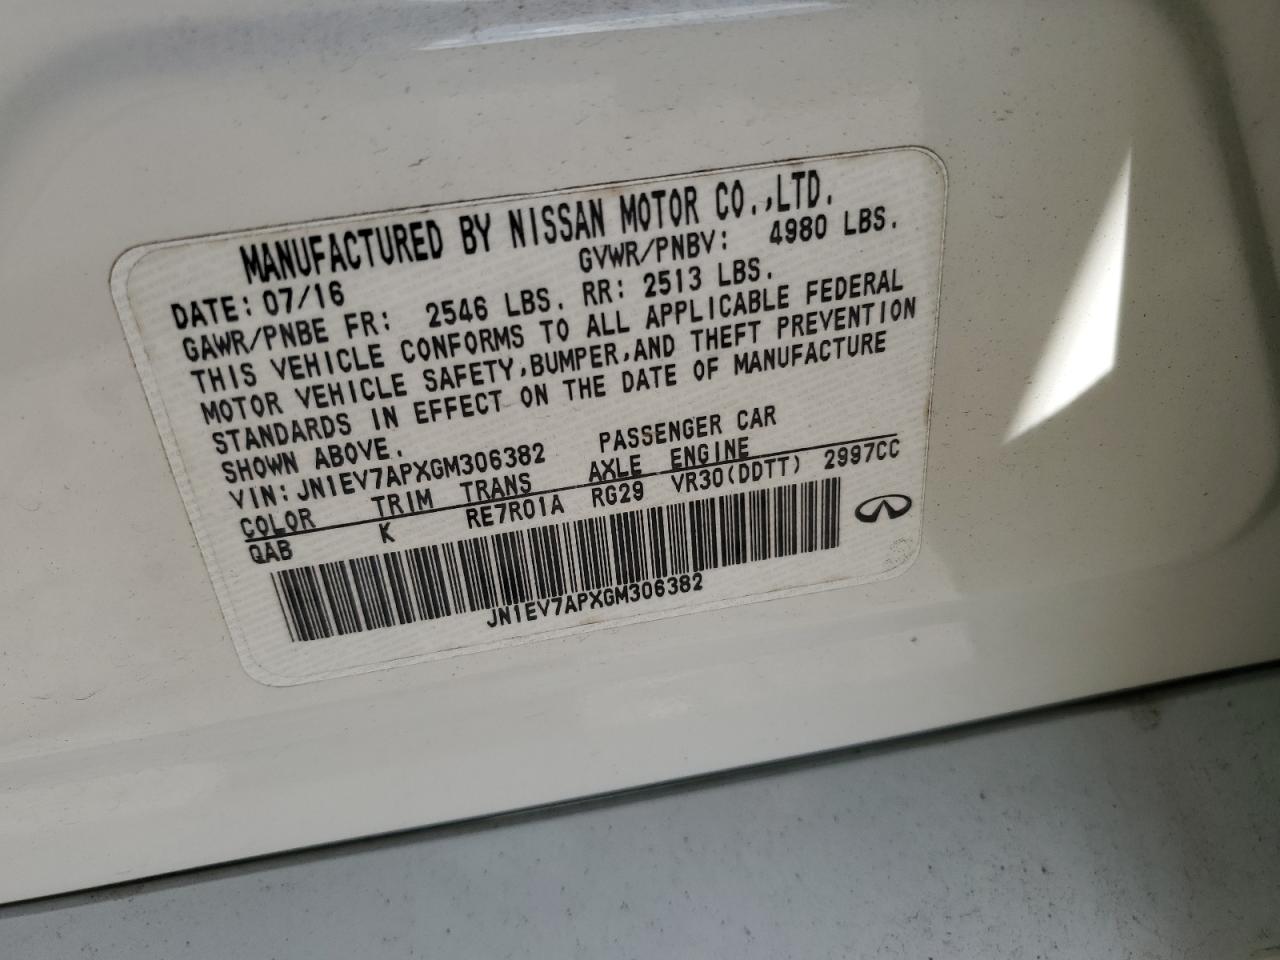 MANUFACTURED BY NISSAN MOTOR CO.,LTD.
DATE: 07/16 GVWR/PNBV: 4980 LBS.
GAWR/PNBE FR: 2546 LBS. RR: 2513 LBS.
THIS VEHICLE CONFORMS TO ALL APPLICABLE FEDERAL
MOTOR VEHICLE SAFETY,BUMPER,AND THEFT PREVENTION
STANDARDS IN EFFECT ON THE DATE OF MANUFACTURE
SHOWN ABOVE.
VIN: JN1EV7APXGM306382 PASSENGER CAR
COLOR TRIM TRANS AXLE ENGINE
QAB K RE7R01A RG29 VR30(DDTT) 2997CC
JN1EV7APXGM306382